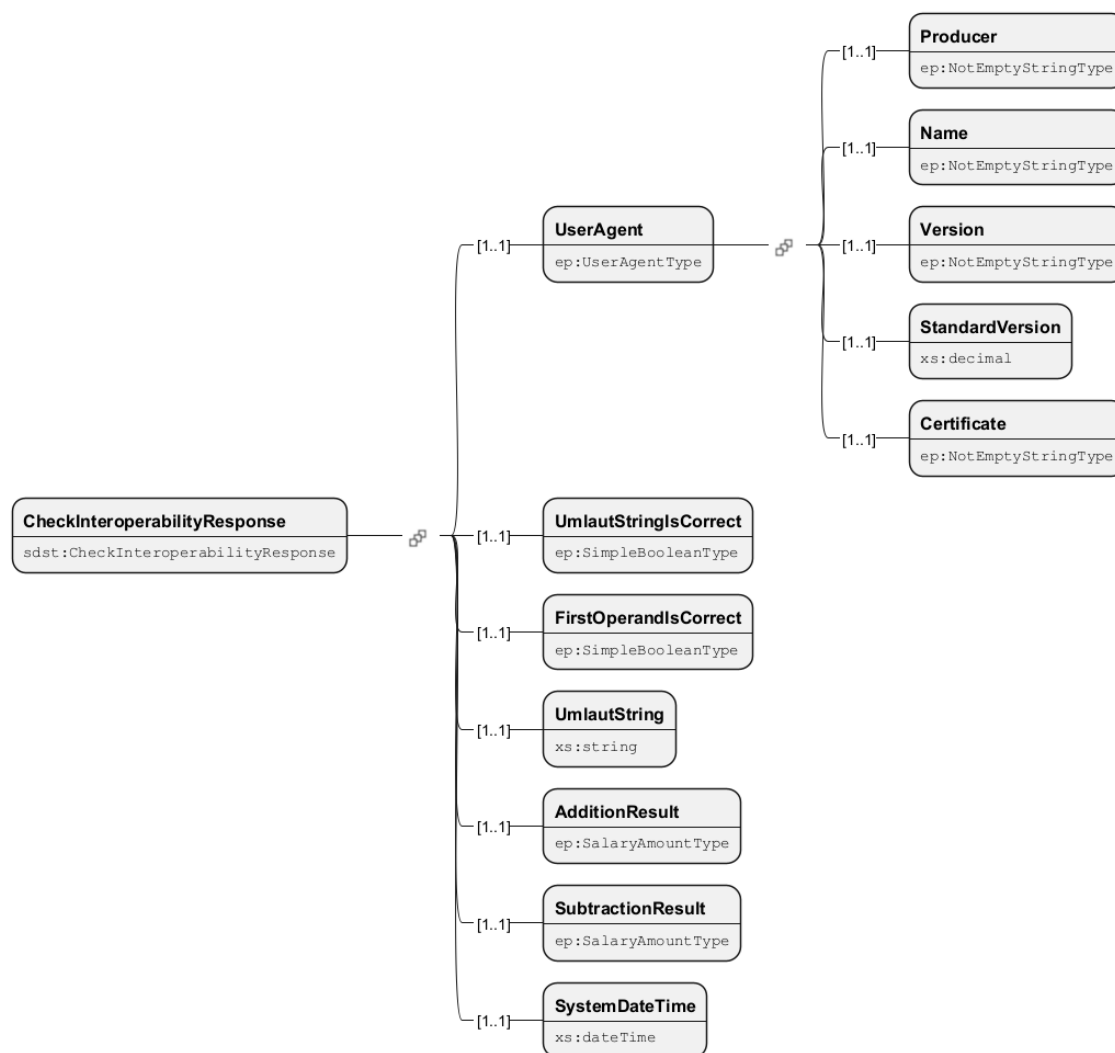 Producer
[1..1]
ep:NotEmptyStringType
Name
[1..1]
ep:NotEmptyStringType
UserAgent
[1..1]
ep:UserAgentType
Version
[1..1]
ep:NotEmptyStringType
StandardVersion
[1..1]
xs:decimal
Certificate
[1..1]
ep:NotEmptyStringType
CheckInteroperabilityResponse
sdst:CheckInteroperabilityResponse
UmlautStringIsCorrect
[1..1]
ep:SimpleBooleanType
FirstOperandIsCorrect
[1..1]
ep:SimpleBooleanType
UmlautString
[1..1]
xs:string
AdditionResult
[1..1]
ep:SalaryAmountType
SubtractionResult
[1..1]
ep:SalaryAmountType
SystemDateTime
[1..1]
xs:dateTime